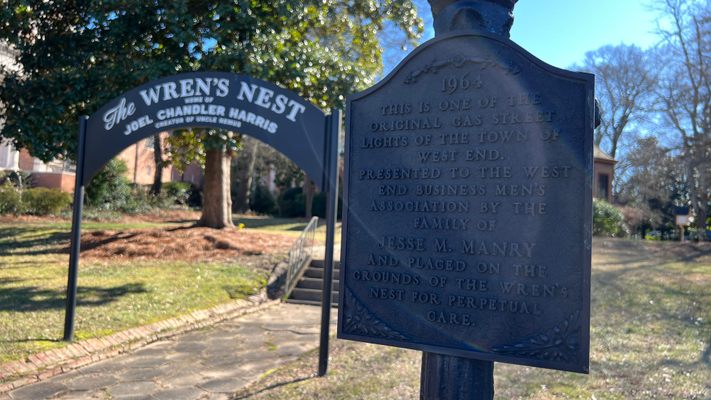 The WREN'S NEST
HOME OF
JOEL CHANDLER HARRIS
CREATOR OF UNCLE REMUS
1964
THIS IS ONE OF THE
ORIGINAL GAS STREET
LIGHTS OF THE TOWN OF
WEST END.
PRESENTED TO THE WEST
END BUSINESS MEN'S
ASSOCIATION BY THE
FAMILY OF
JESSE M. MANRY
AND PLACED ON THE
GROUNDS OF THE WREN'S
NEST FOR PERPETUAL
CARE.